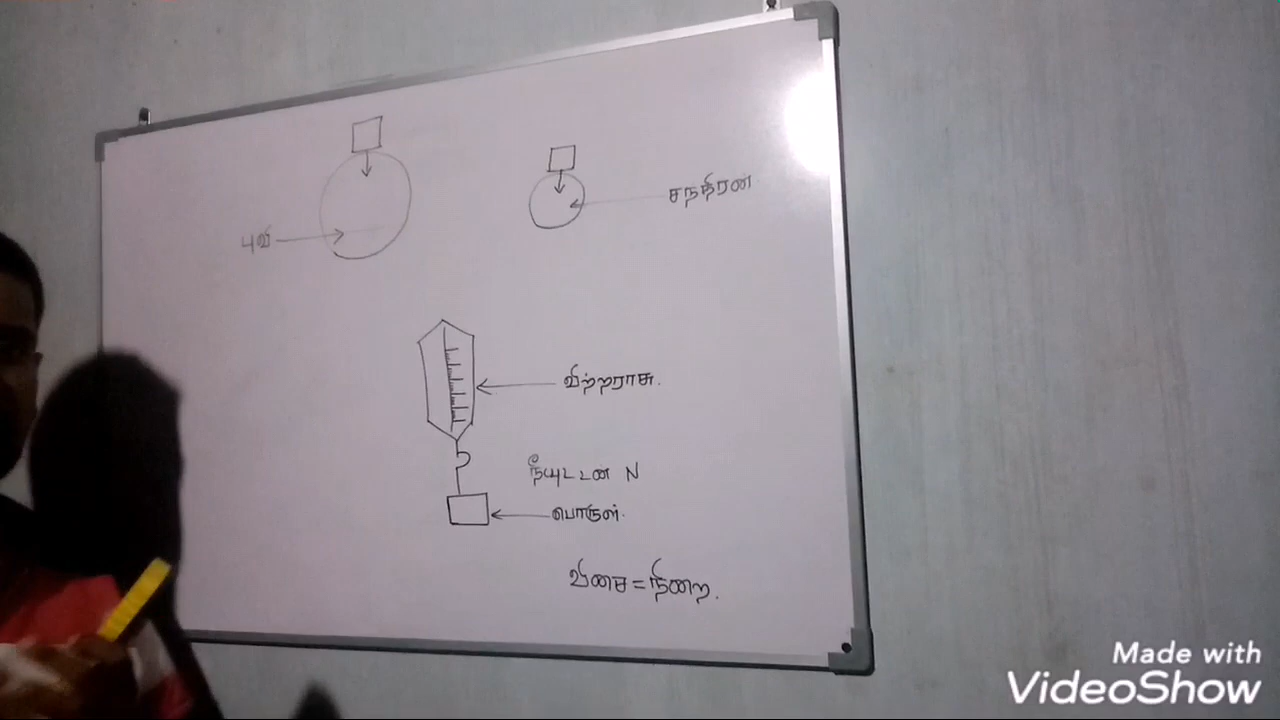 சந்திரன்
புவி
விற்றராசு.
நியுட்டன் N
பொருள்.
விசை = நிறை.
Made with
VideoShow